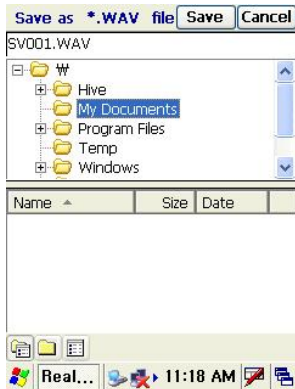 Save as *.WAV file Save Cancel
SV001.WAV
₩
Hive
My Documents
Program Files
Temp
Windows
Name Size Date
Real... 11:18 AM